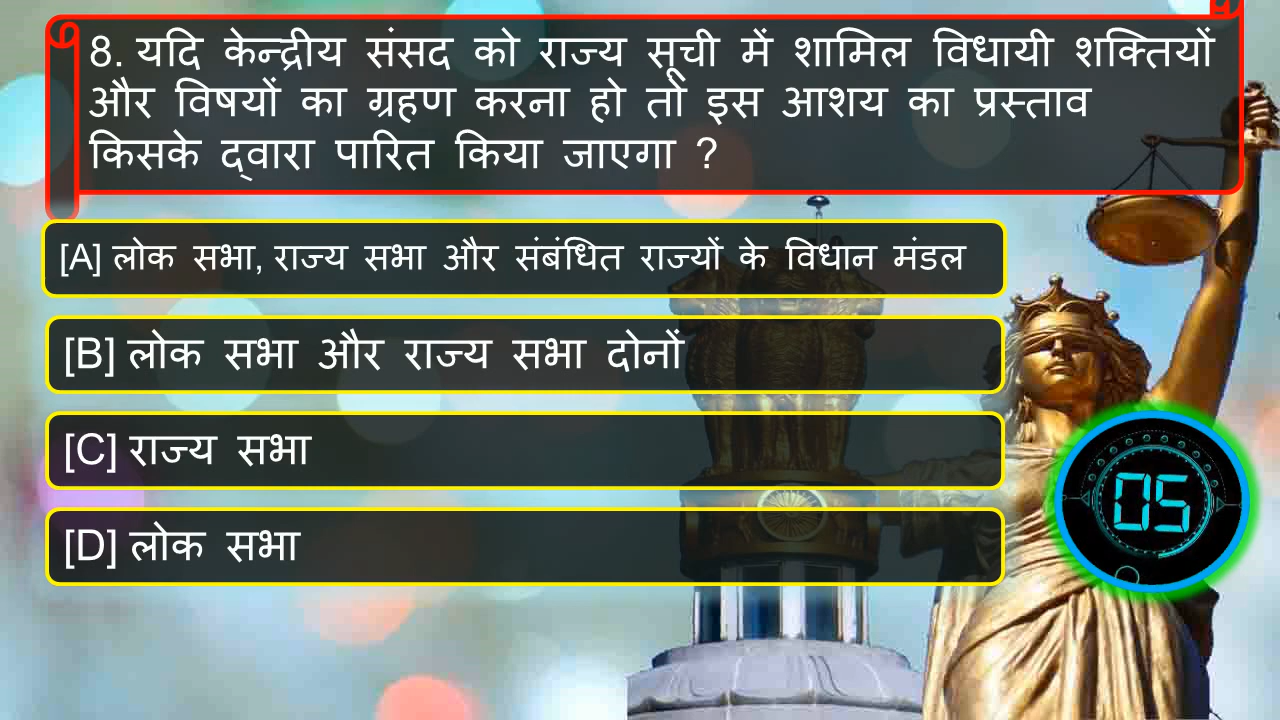 8. यदि केन्द्रीय संसद को राज्य सूची में शामिल विधायी शक्तियों
और विषयों का ग्रहण करना हो तो इस आशय का प्रस्ताव
किसके द्वारा पारित किया जाएगा ?
[A] लोक सभा, राज्य सभा और संबंधित राज्यों के विधान मंडल
[B] लोक सभा और राज्य सभा दोनों
[C] राज्य सभा
[D] लोक सभा
05